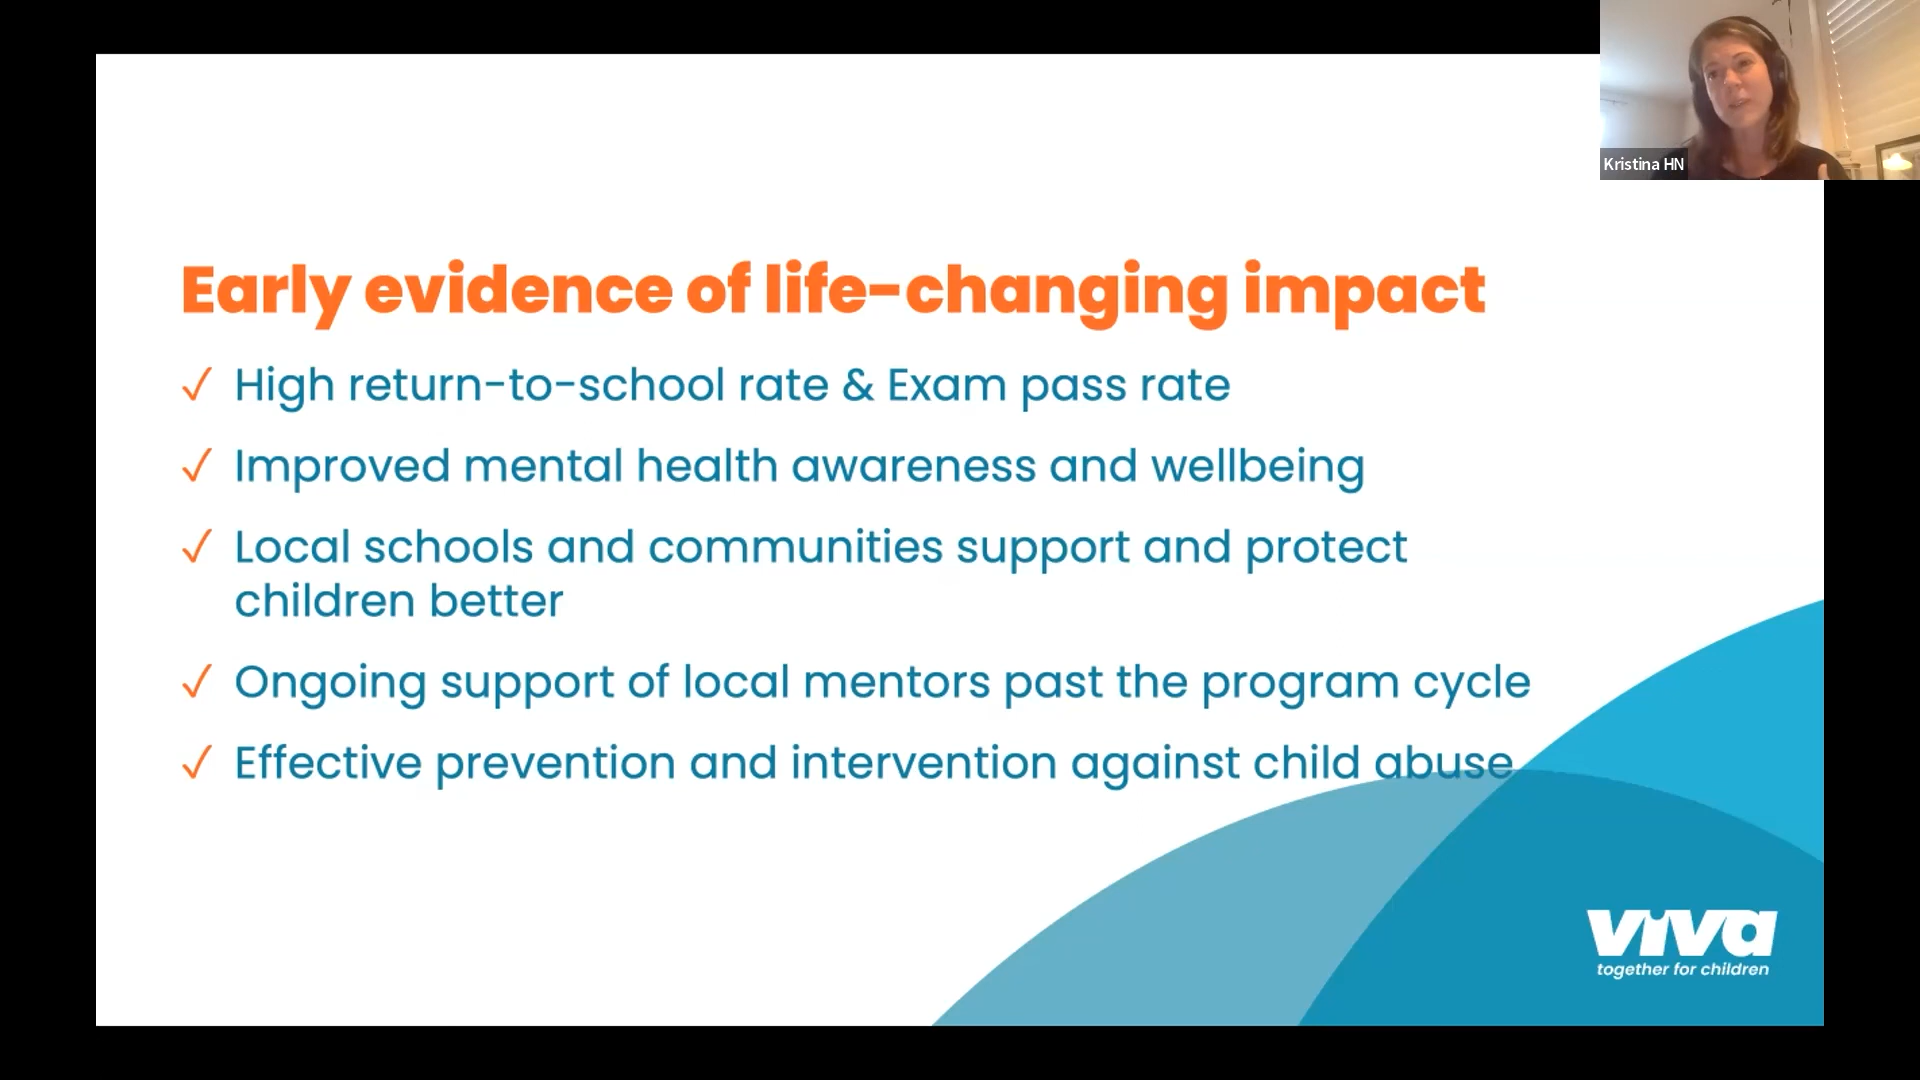 Kristina HN
Early evidence of life-changing impact
✓ High return-to-school rate & Exam pass rate
✓ Improved mental health awareness and wellbeing
✓ Local schools and communities support and protect
children better
✓ Ongoing support of local mentors past the program cycle
✓ Effective prevention and intervention against child abuse
viva
together for children